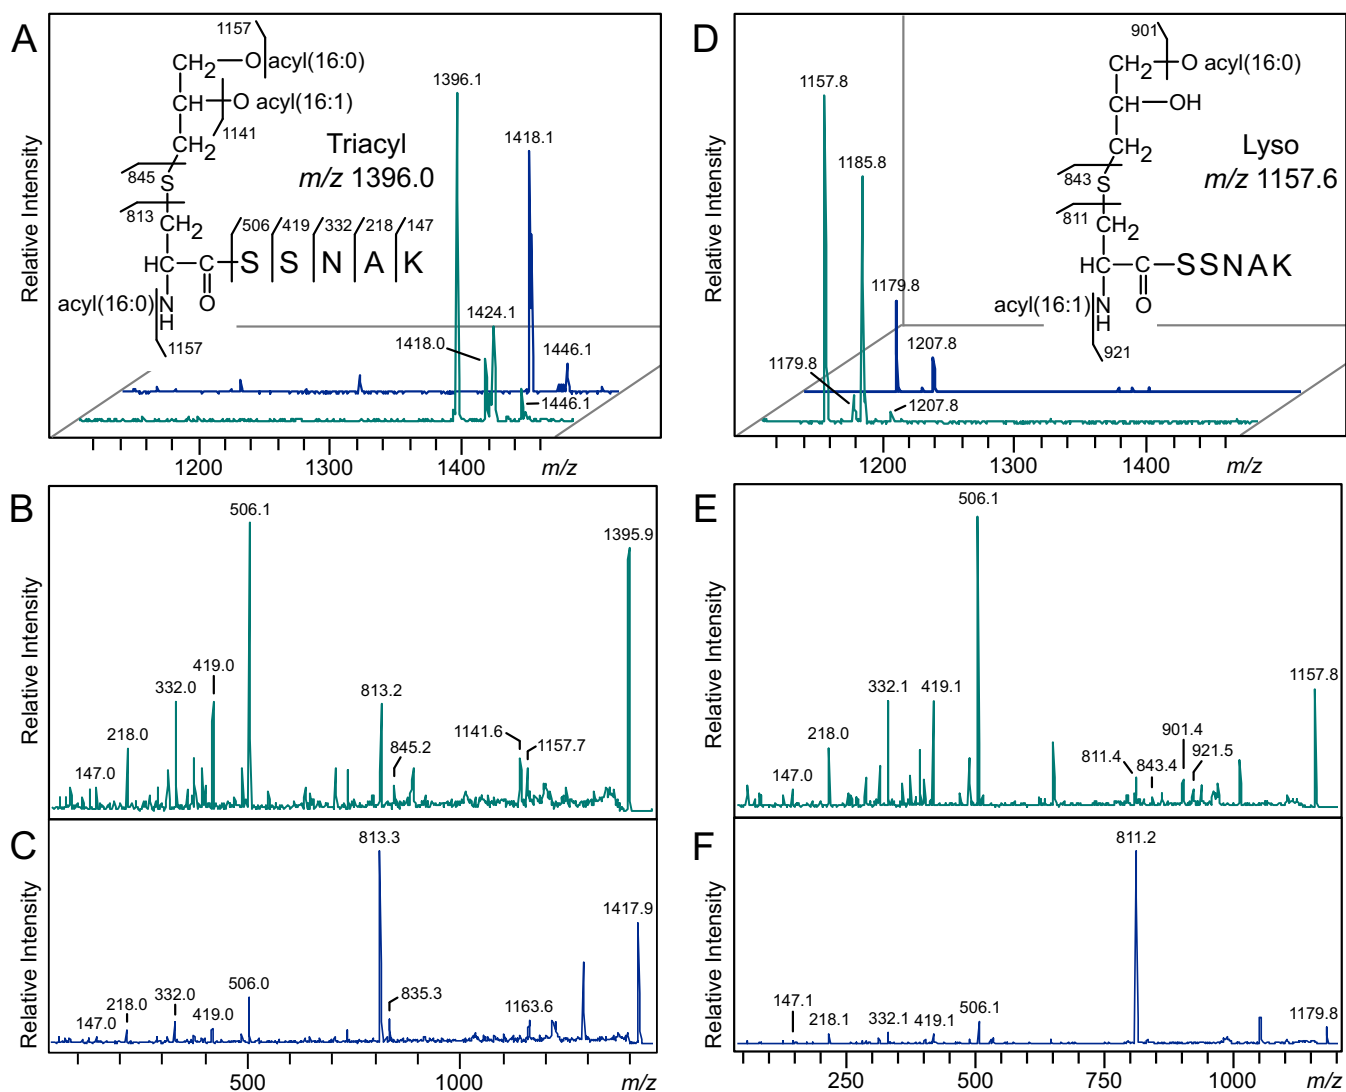 A
1157
CH2 O acyl(16:0)
CH O acyl(16:1)
1141
CH2
Triacyl
m/z 1396.0
845
S
813
CH2
506 419 332 218 147
HC C S S N A K
O
acyl(16:0) N
H
1157
1396.1
1418.1
1424.1
1418.0
1446.1
1446.1
Relative Intensity
1200 1300 1400 m/z
D
901
CH2 O acyl(16:0)
CH OH
CH2
Lyso
m/z 1157.6
843
S
811
CH2
HC C SSNAK
O
acyl(16:1) N
H
921
1157.8
1185.8
1179.8
1179.8
1207.8
1207.8
Relative Intensity
1200 1300 1400 m/z
B
506.1
1395.9
419.0
332.0
813.2
218.0
147.0
845.2
1141.6
1157.7
Relative Intensity
E
506.1
1157.8
332.1 419.1
218.0
147.0
811.4
843.4
901.4
921.5
Relative Intensity
C
813.3
1417.9
506.0
218.0 332.0
147.0 419.0
835.3
1163.6
Relative Intensity
500 1000 m/z
F
811.2
147.1
218.1 332.1 419.1
506.1
1179.8
Relative Intensity
250 500 750 1000 m/z